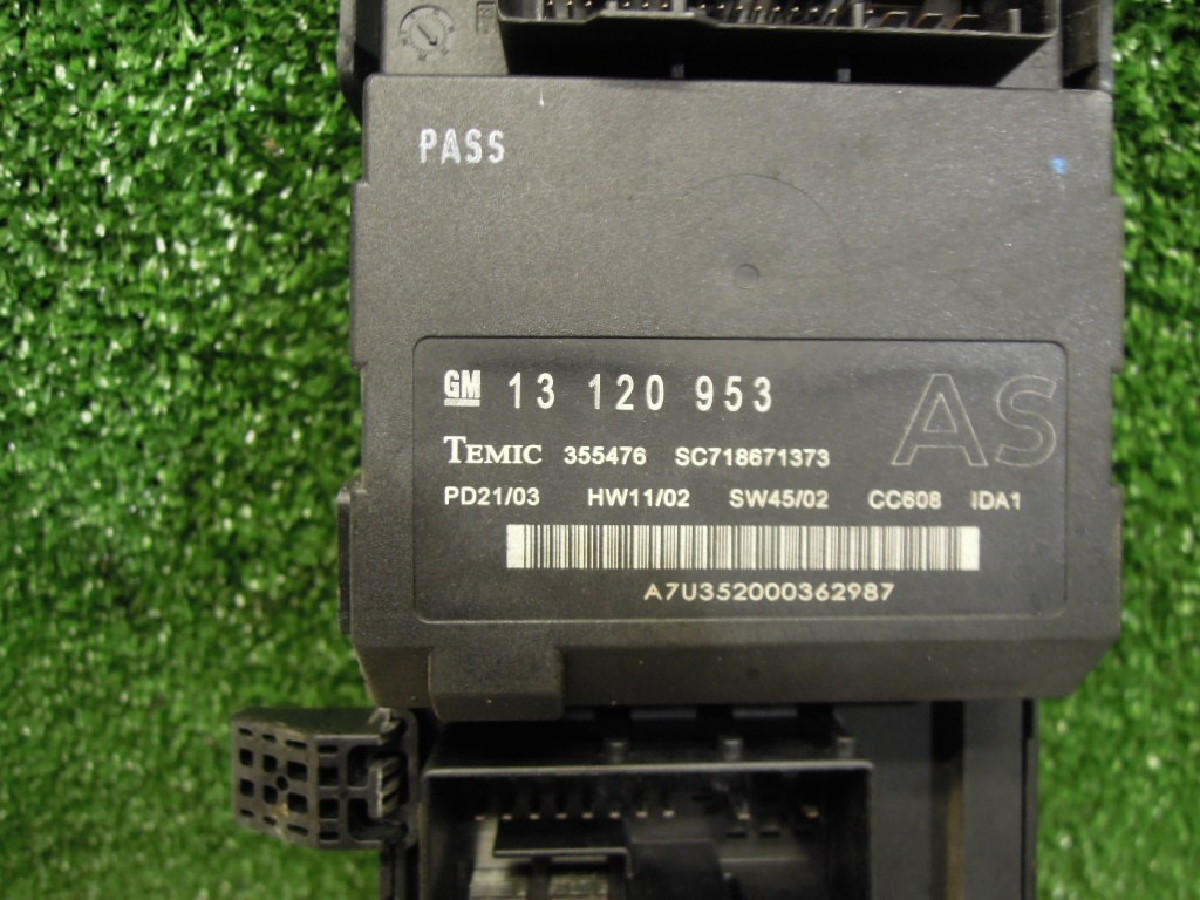 PASS
GM 13 120 953 AS
TEMIC 355476 SC718671373
PD21/03 HW11/02 SW45/02 CC608 IDA1
A7U352000362987